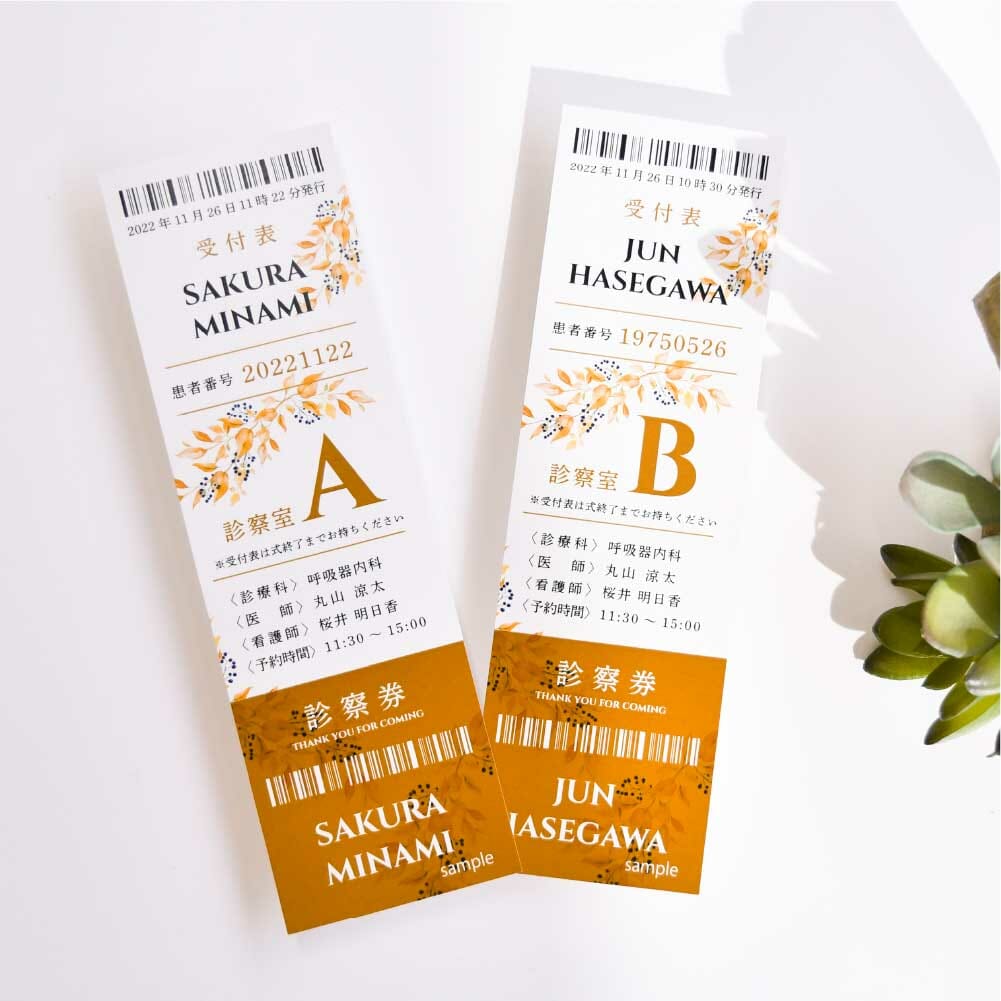 2022年11月26日11時22分発行
受付表
SAKURA
MINAMI
患者番号 20221122
診察室 A
※受付表は式終了までお持ちください
〈診療科〉 呼吸器内科
〈医　師〉 丸山 涼太
〈看護師〉 桜井 明日香
〈予約時間〉 11:30 ～ 15:00
診察券
THANK YOU FOR COMING
SAKURA
MINAMI
sample
2022年11月26日10時30分発行
受付表
JUN
HASEGAWA
患者番号 19750526
診察室 B
※受付表は式終了までお持ちください
〈診療科〉 呼吸器内科
〈医　師〉 丸山 涼太
〈看護師〉 桜井 明日香
〈予約時間〉 11:30 ～ 15:00
診察券
THANK YOU FOR COMING
JUN
HASEGAWA
sample